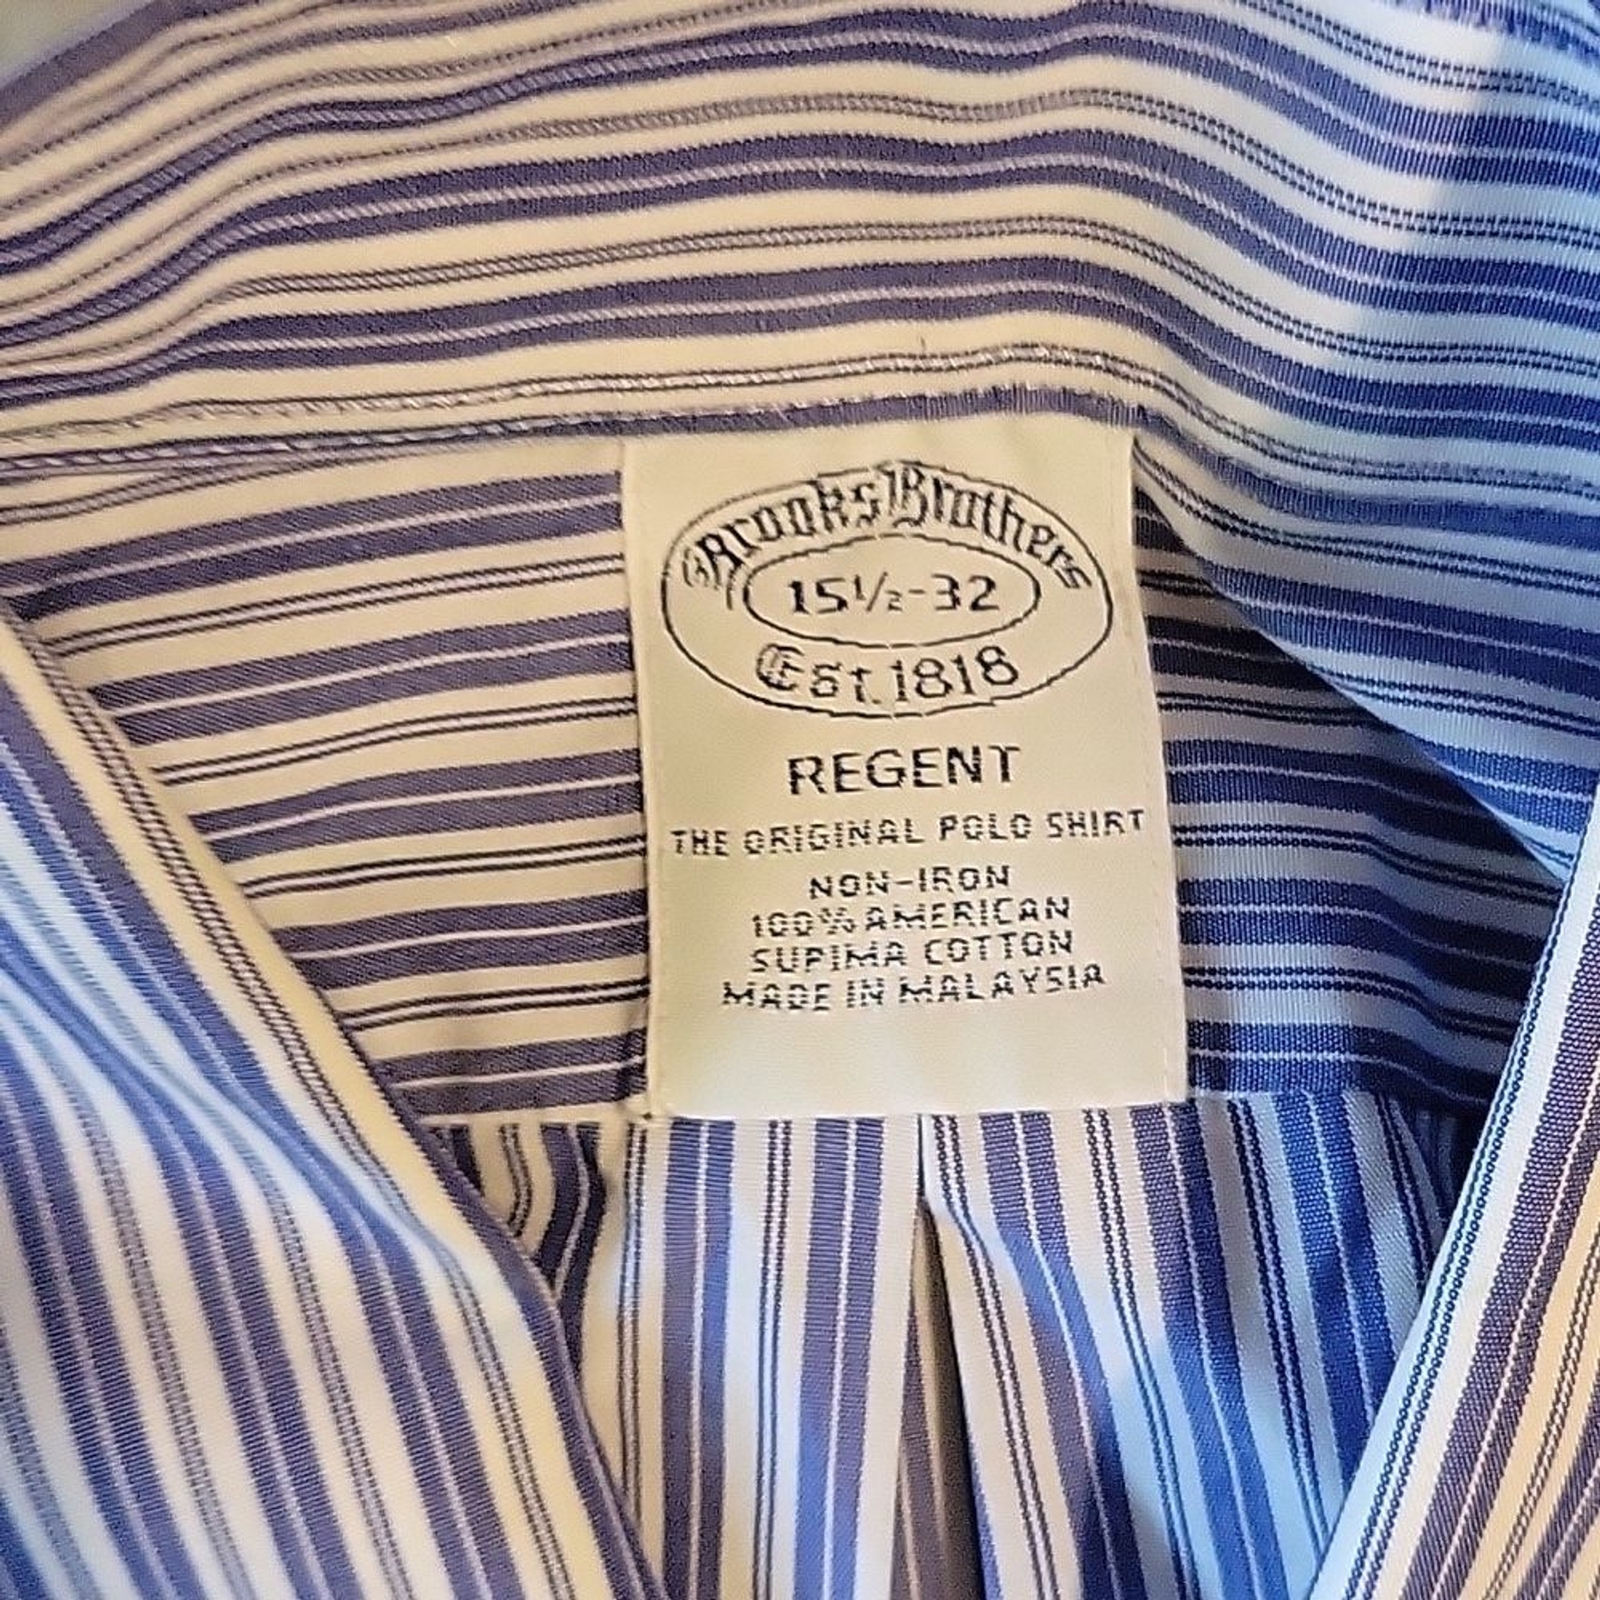 Brooks Brothers
15½-32
Est. 1818
REGENT
THE ORIGINAL POLO SHIRT
NON-IRON
100% AMERICAN
SUPIMA COTTON
MADE IN MALAYSIA